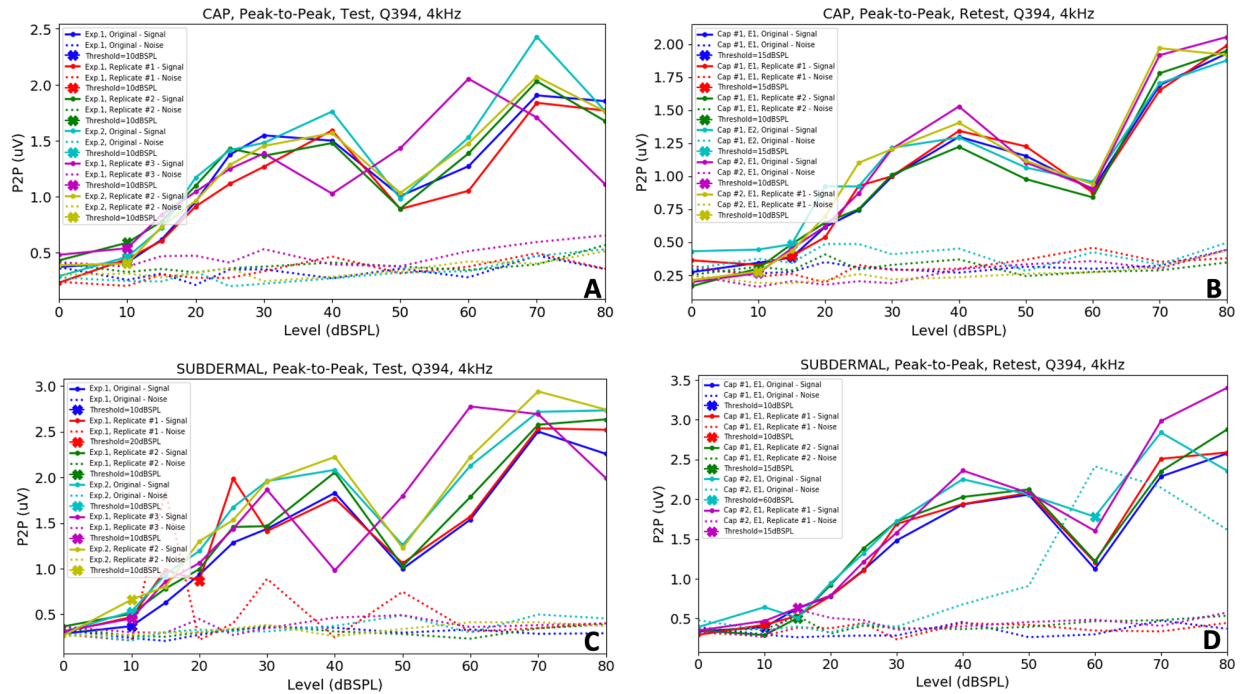 CAP, Peak-to-Peak, Test, Q394, 4kHz
2.5
2.0
1.5
1.0
0.5
P2P (uV)
Exp.1, Original - Signal
Exp.1, Original - Noise
Threshold=10dBSPL
Exp.1, Replicate #1 - Signal
Exp.1, Replicate #1 - Noise
Threshold=10dBSPL
Exp.1, Replicate #2 - Signal
Exp.1, Replicate #2 - Noise
Threshold=10dBSPL
Exp.2, Original - Signal
Exp.2, Original - Noise
Threshold=10dBSPL
Exp.1, Replicate #3 - Signal
Exp.1, Replicate #3 - Noise
Threshold=10dBSPL
Exp.2, Replicate #2 - Signal
Exp.2, Replicate #2 - Noise
Threshold=10dBSPL
A
0 10 20 30 40 50 60 70 80
Level (dBSPL)
CAP, Peak-to-Peak, Retest, Q394, 4kHz
2.00
1.75
1.50
1.25
1.00
0.75
0.50
0.25
P2P (uV)
Cap #1, E1, Original - Signal
Cap #1, E1, Original - Noise
Threshold=15dBSPL
Cap #1, E1, Replicate #1 - Signal
Cap #1, E1, Replicate #1 - Noise
Threshold=15dBSPL
Cap #1, E1, Replicate #2 - Signal
Cap #1, E1, Replicate #2 - Noise
Threshold=10dBSPL
Cap #1, E2, Original - Signal
Cap #1, E2, Original - Noise
Threshold=15dBSPL
Cap #2, E1, Original - Signal
Cap #2, E1, Original - Noise
Threshold=10dBSPL
Cap #2, E1, Replicate #1 - Signal
Cap #2, E1, Replicate #1 - Noise
Threshold=10dBSPL
B
0 10 20 30 40 50 60 70 80
Level (dBSPL)
SUBDERMAL, Peak-to-Peak, Test, Q394, 4kHz
3.0
2.5
2.0
1.5
1.0
0.5
P2P (uV)
Exp.1, Original - Signal
Exp.1, Original - Noise
Threshold=10dBSPL
Exp.1, Replicate #1 - Signal
Exp.1, Replicate #1 - Noise
Threshold=20dBSPL
Exp.1, Replicate #2 - Signal
Exp.1, Replicate #2 - Noise
Threshold=10dBSPL
Exp.2, Original - Signal
Exp.2, Original - Noise
Threshold=10dBSPL
Exp.1, Replicate #3 - Signal
Exp.1, Replicate #3 - Noise
Threshold=10dBSPL
Exp.2, Replicate #2 - Signal
Exp.2, Replicate #2 - Noise
Threshold=10dBSPL
C
0 10 20 30 40 50 60 70 80
Level (dBSPL)
SUBDERMAL, Peak-to-Peak, Retest, Q394, 4kHz
3.5
3.0
2.5
2.0
1.5
1.0
0.5
P2P (uV)
Cap #1, E1, Original - Signal
Cap #1, E1, Original - Noise
Threshold=10dBSPL
Cap #1, E1, Replicate #1 - Signal
Cap #1, E1, Replicate #1 - Noise
Threshold=10dBSPL
Cap #1, E1, Replicate #2 - Signal
Cap #1, E1, Replicate #2 - Noise
Threshold=15dBSPL
Cap #2, E1, Original - Signal
Cap #2, E1, Original - Noise
Threshold=60dBSPL
Cap #2, E1, Replicate #1 - Signal
Cap #2, E1, Replicate #1 - Noise
Threshold=15dBSPL
D
0 10 20 30 40 50 60 70 80
Level (dBSPL)